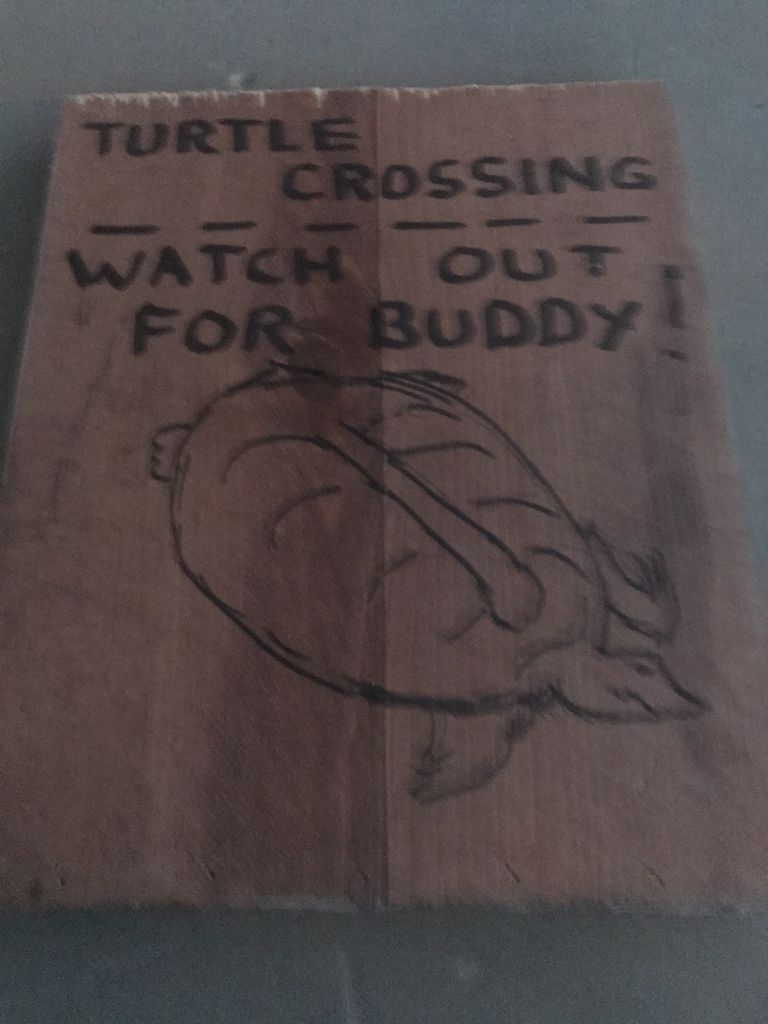 TURTLE
CROSSING
WATCH OUT
FOR BUDDY!